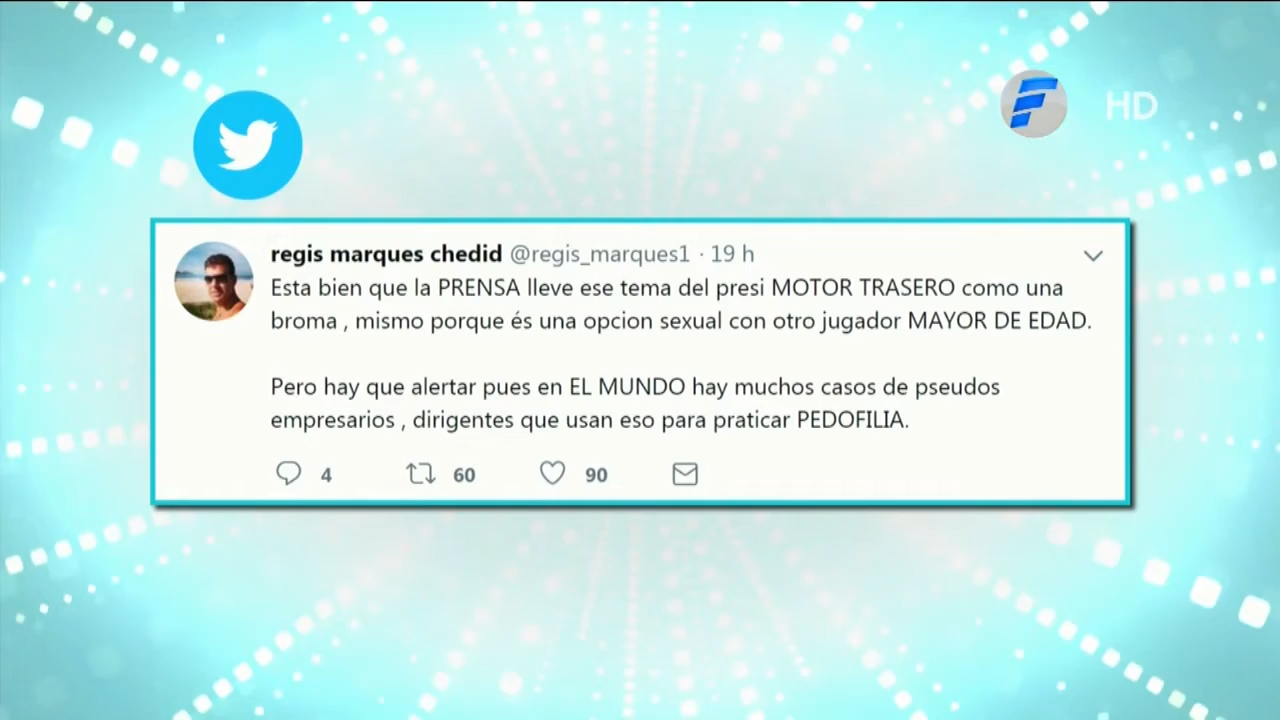 HD
regis marques chedid @regis_marques1 · 19 h
Esta bien que la PRENSA lleve ese tema del presi MOTOR TRASERO como una
broma , mismo porque és una opcion sexual con otro jugador MAYOR DE EDAD.
Pero hay que alertar pues en EL MUNDO hay muchos casos de pseudos
empresarios , dirigentes que usan eso para praticar PEDOFILIA.
4 60 90